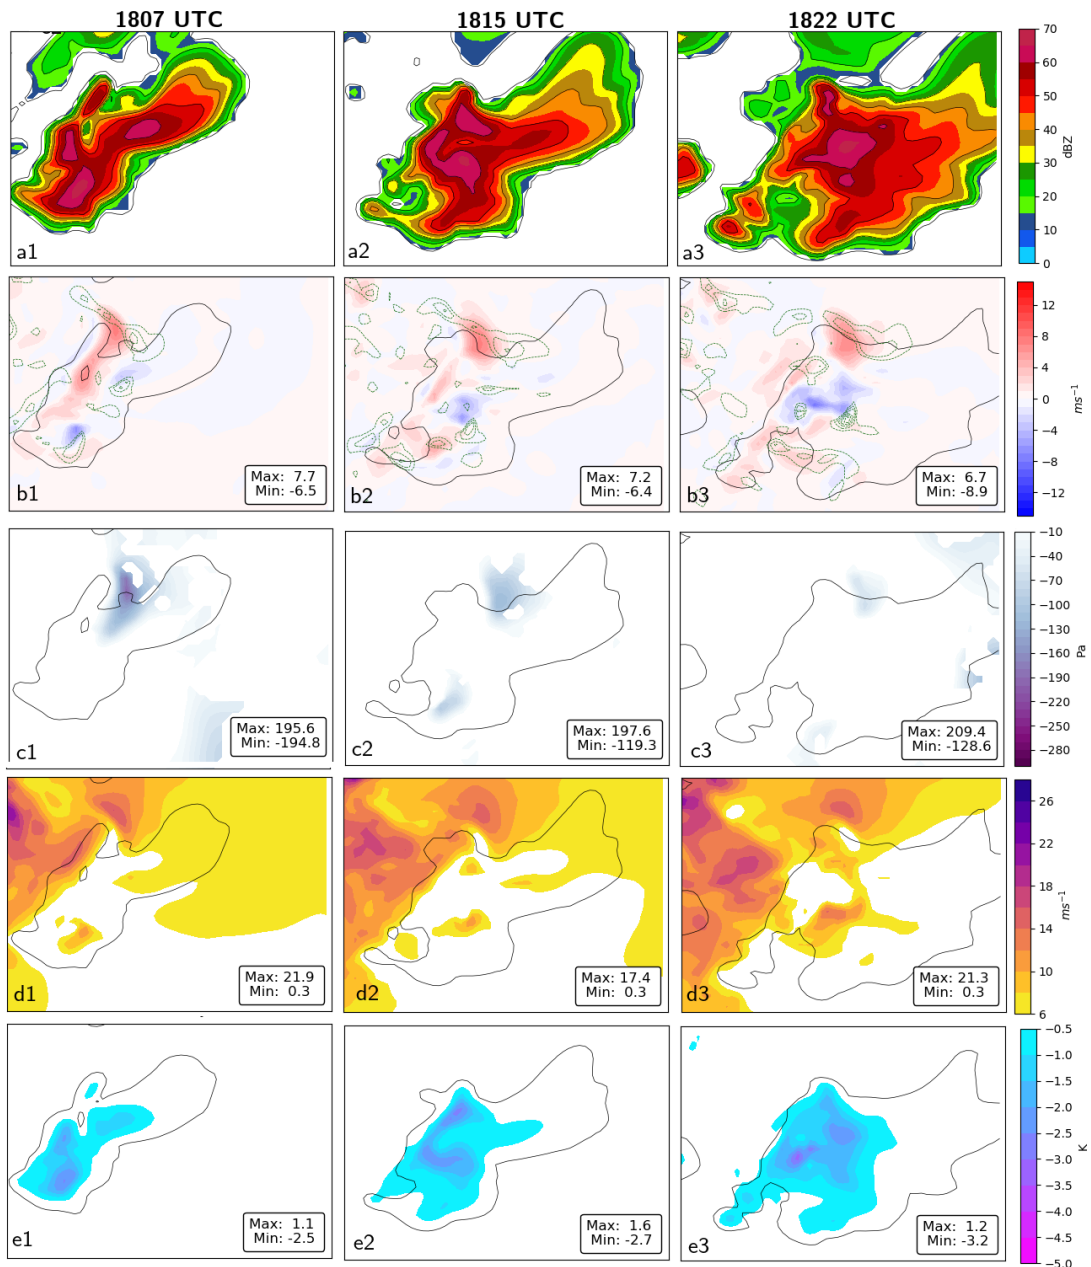 1807 UTC
1815 UTC
1822 UTC
a1
a2
a3
70
60
50
40
30
20
10
0
dBZ
b1
Max: 7.7
Min: -6.5
b2
Max: 7.2
Min: -6.4
b3
Max: 6.7
Min: -8.9
12
8
4
0
−4
−8
−12
ms⁻¹
c1
Max: 195.6
Min: -194.8
c2
Max: 197.6
Min: -119.3
c3
Max: 209.4
Min: -128.6
−10
−40
−70
−100
−130
−160
−190
−220
−250
−280
Pa
d1
Max: 21.9
Min: 0.3
d2
Max: 17.4
Min: 0.3
d3
Max: 21.3
Min: 0.3
26
22
18
14
10
6
ms⁻¹
e1
Max: 1.1
Min: -2.5
e2
Max: 1.6
Min: -2.7
e3
Max: 1.2
Min: -3.2
−0.5
−1.0
−1.5
−2.0
−2.5
−3.0
−3.5
−4.0
−4.5
−5.0
K